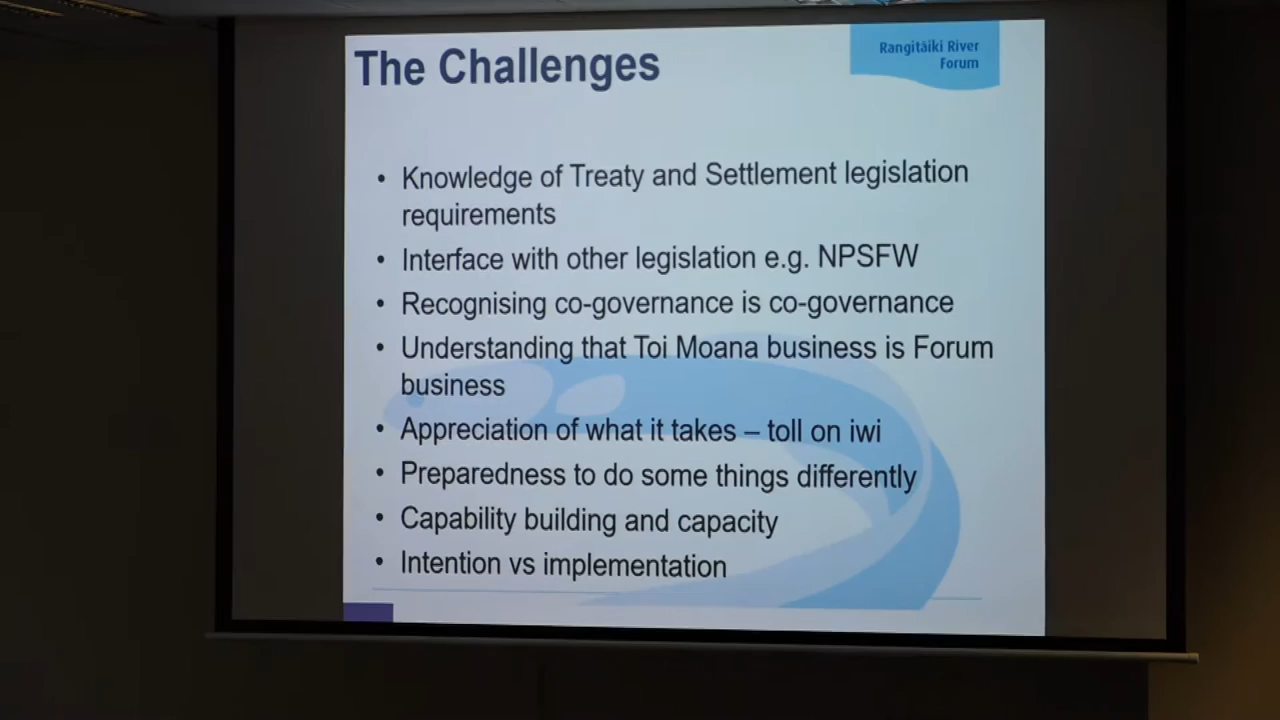 The Challenges
Rangitāiki River
Forum
• Knowledge of Treaty and Settlement legislation
requirements
• Interface with other legislation e.g. NPSFW
• Recognising co-governance is co-governance
• Understanding that Toi Moana business is Forum
business
• Appreciation of what it takes – toll on iwi
• Preparedness to do some things differently
• Capability building and capacity
• Intention vs implementation